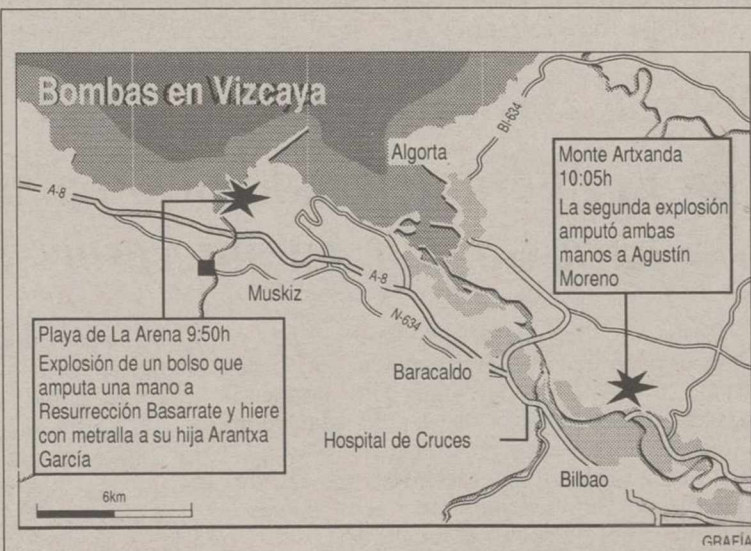 Bombas en Vizcaya
Algorta
BI-634
Monte Artxanda
10:05h
La segunda explosión
amputó ambas
manos a Agustín
Moreno
A-8
Muskiz
A-8
N-634
Playa de La Arena 9:50h
Explosión de un bolso que
amputa una mano a
Resurrección Basarrate y hiere
con metralla a su hija Arantxa
García
Baracaldo
Hospital de Cruces
Bilbao
6km
GRAFÍA